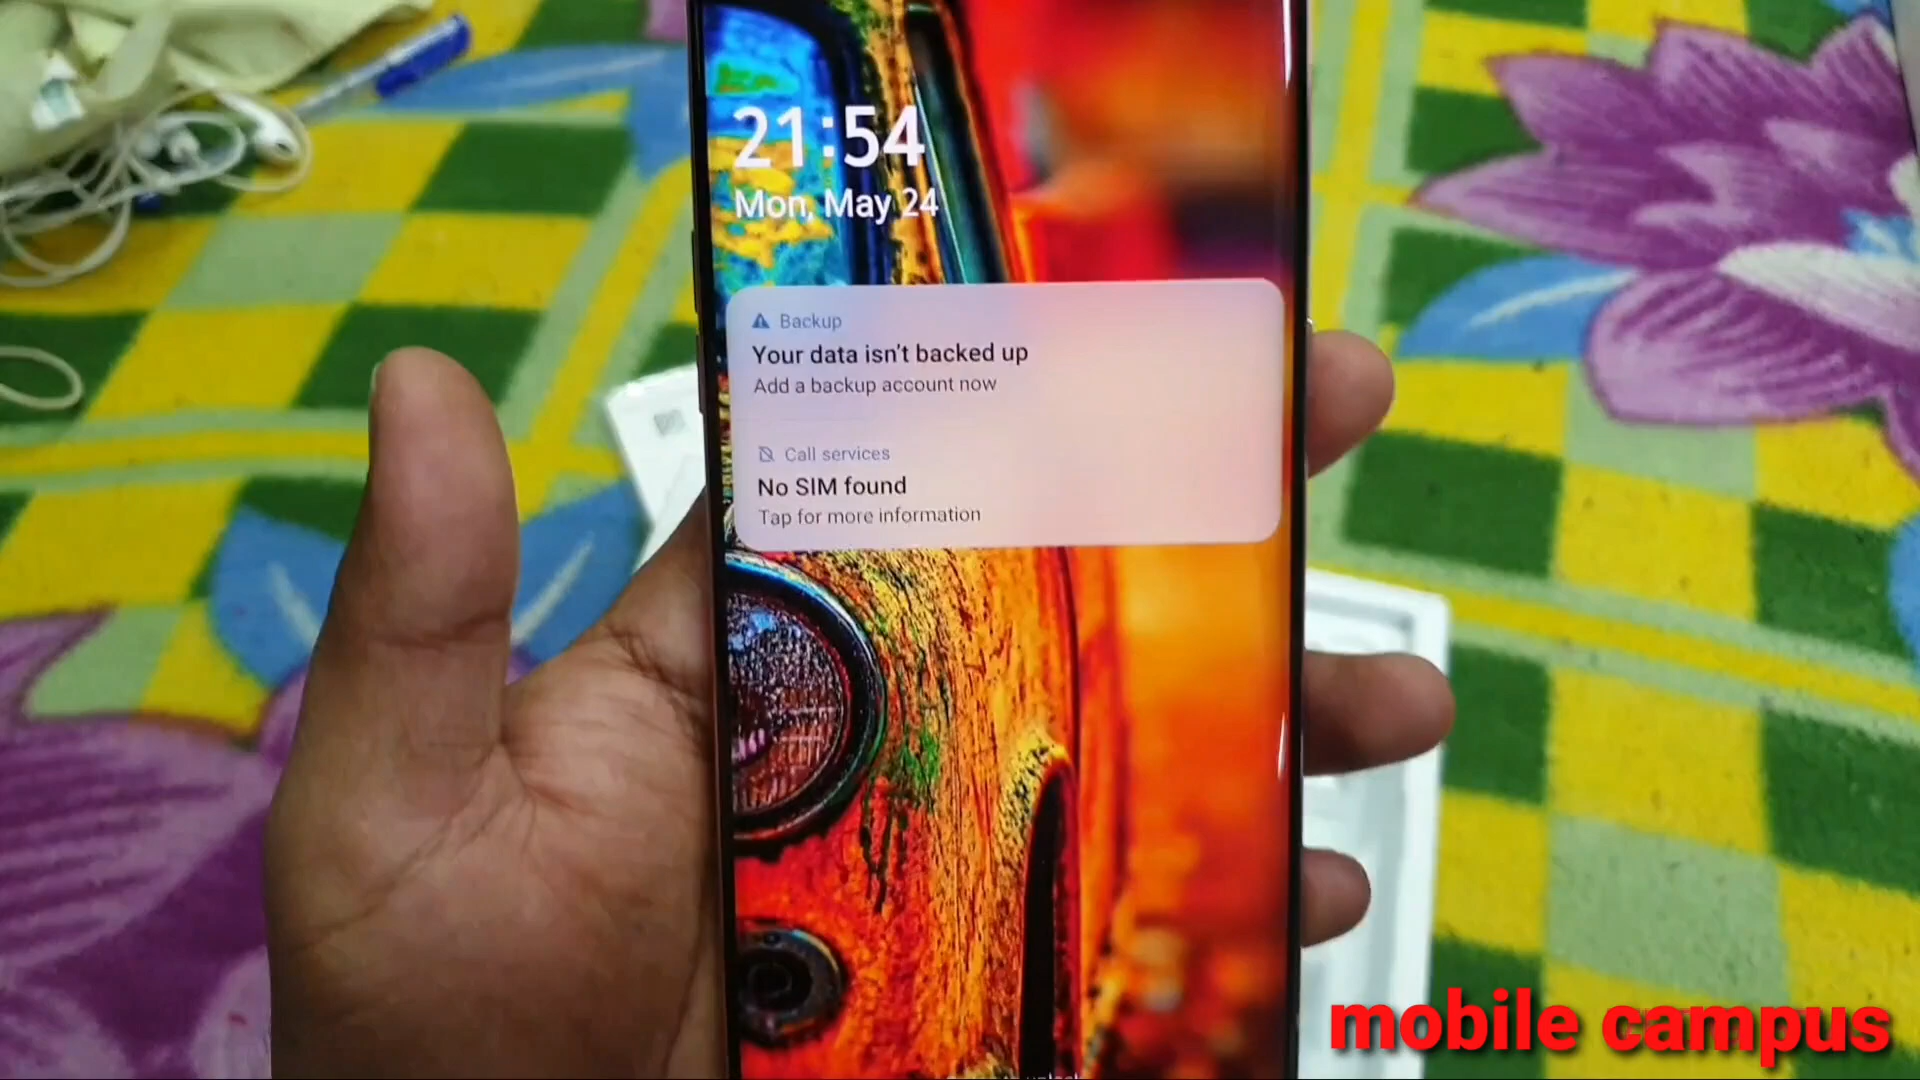 21:54
Mon, May 24
Backup
Your data isn't backed up
Add a backup account now
Call services
No SIM found
Tap for more information
mobile campus